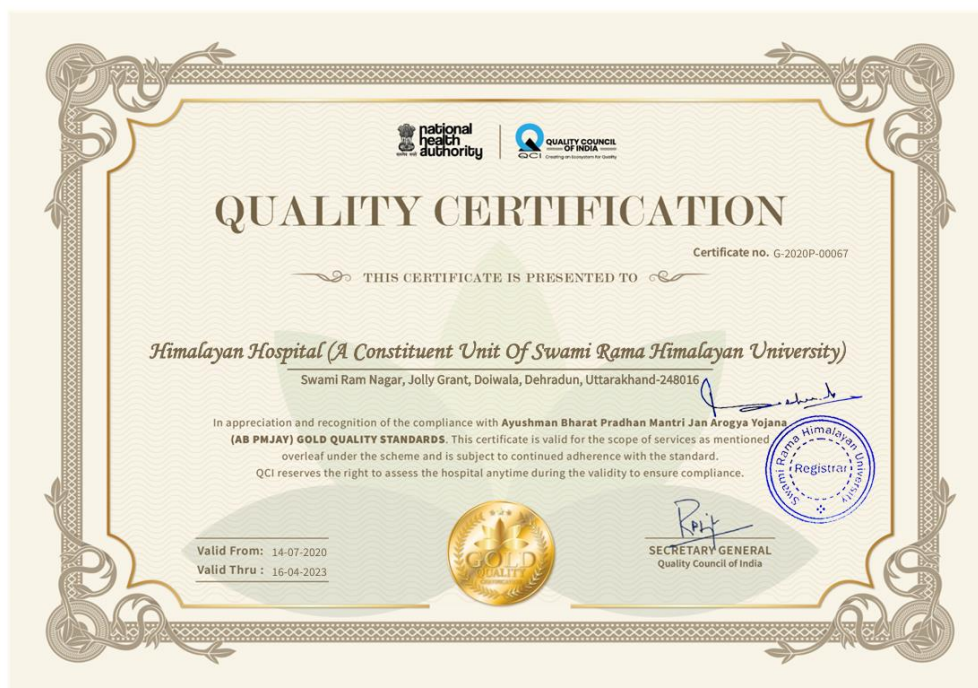 national
health
authority
QUALITY COUNCIL
OF INDIA
QCI Creating an Ecosystem for Quality
QUALITY CERTIFICATION
Certificate no. G-2020P-00067
THIS CERTIFICATE IS PRESENTED TO
Himalayan Hospital (A Constituent Unit Of Swami Rama Himalayan University)
Swami Ram Nagar, Jolly Grant, Doiwala, Dehradun, Uttarakhand-248016
In appreciation and recognition of the compliance with Ayushman Bharat Pradhan Mantri Jan Arogya Yojana
(AB PMJAY) GOLD QUALITY STANDARDS. This certificate is valid for the scope of services as mentioned
overleaf under the scheme and is subject to continued adherence with the standard.
QCI reserves the right to assess the hospital anytime during the validity to ensure compliance.
Swami Rama Himalayan University
Registrar
Valid From: 14-07-2020
Valid Thru : 16-04-2023
GOLD
QUALITY
SECRETARY GENERAL
Quality Council of India